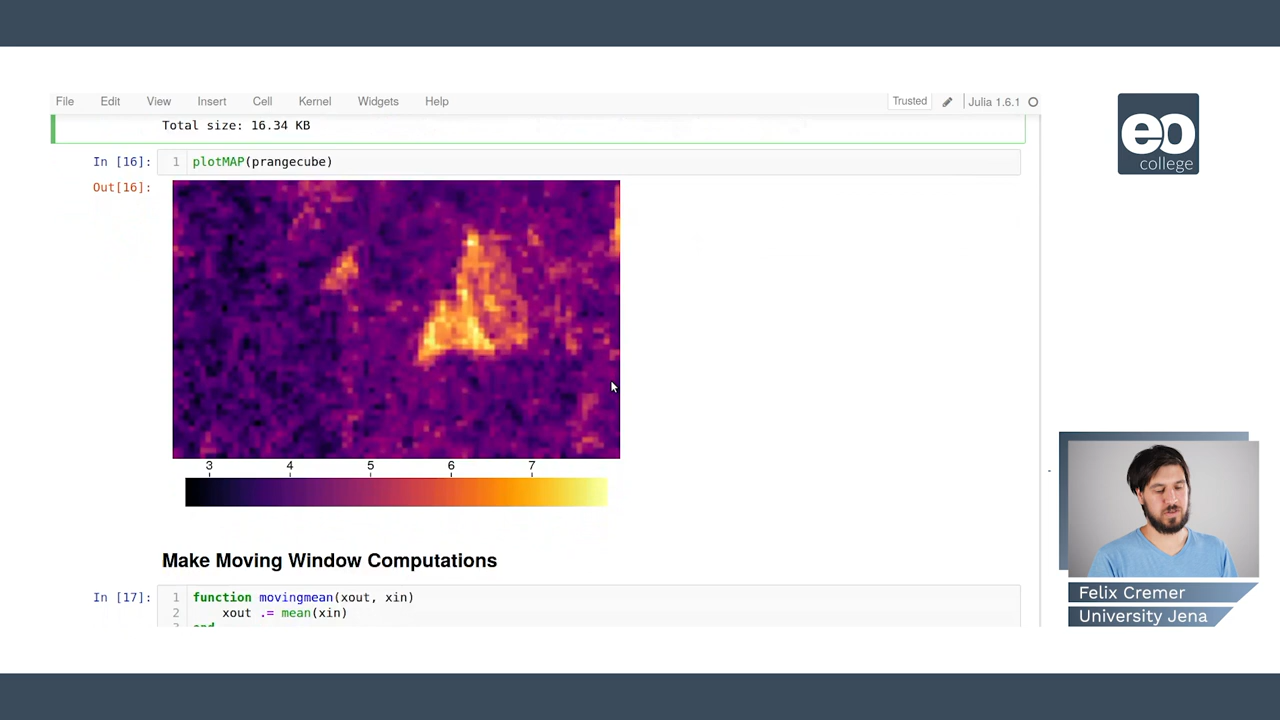 File Edit View Insert Cell Kernel Widgets Help Trusted Julia 1.6.1
Total size: 16.34 KB
In [16]: 1 plotMAP(prangecube)
Out[16]:
3 4 5 6 7
Make Moving Window Computations
In [17]: 1 function movingmean(xout, xin)
2 xout .= mean(xin)
eo
college
Felix Cremer
University Jena